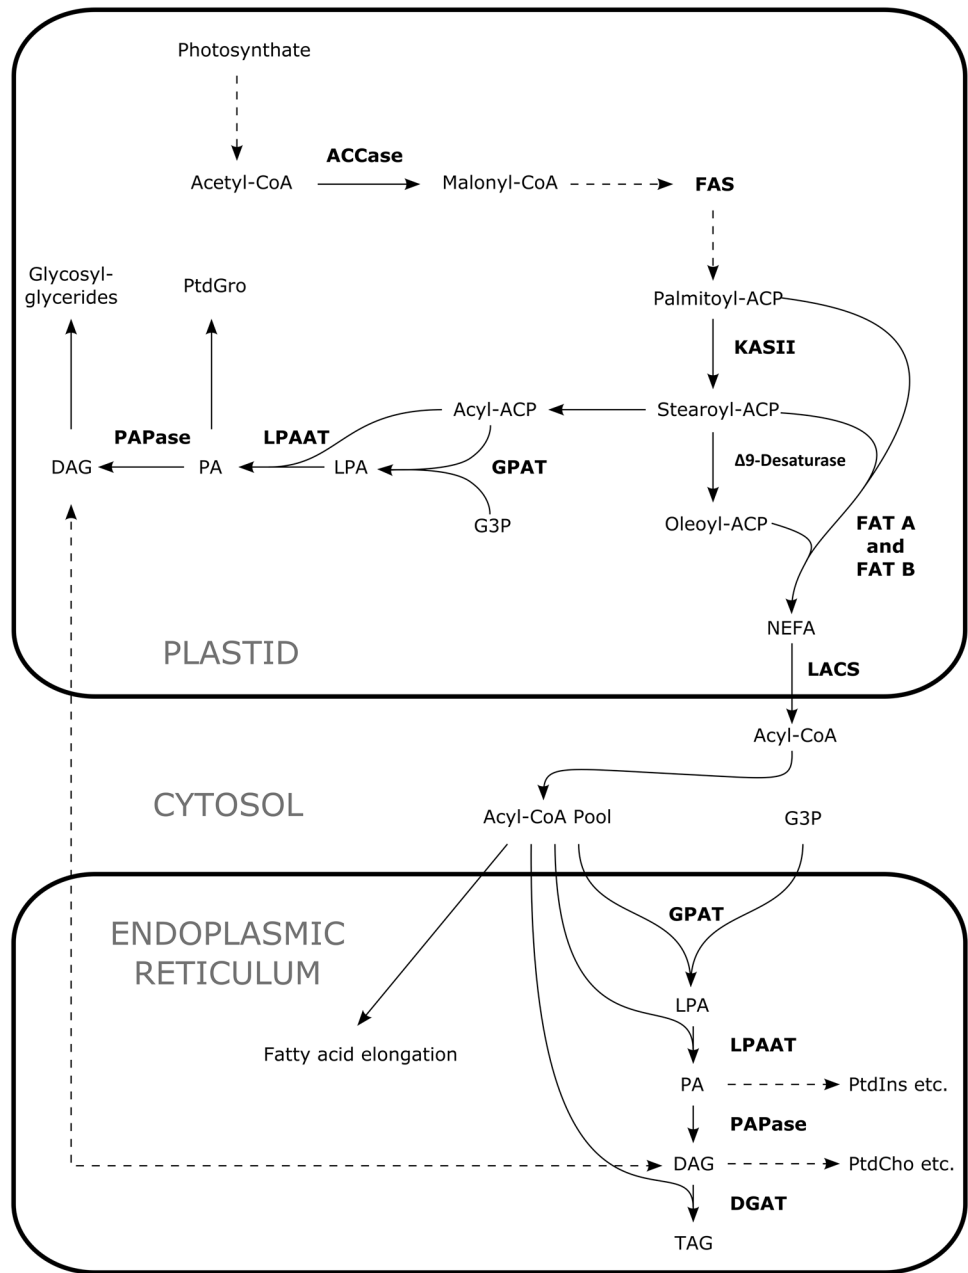 Photosynthate
ACCase
Acetyl-CoA
Malonyl-CoA
FAS
Glycosyl-
glycerides
PtdGro
Palmitoyl-ACP
KASII
Acyl-ACP
Stearoyl-ACP
PAPase
LPAAT
DAG
PA
LPA
GPAT
Δ9-Desaturase
G3P
Oleoyl-ACP
FAT A
and
FAT B
NEFA
PLASTID
LACS
Acyl-CoA
CYTOSOL
Acyl-CoA Pool
G3P
ENDOPLASMIC
RETICULUM
GPAT
LPA
Fatty acid elongation
LPAAT
PA
PtdIns etc.
PAPase
DAG
PtdCho etc.
DGAT
TAG